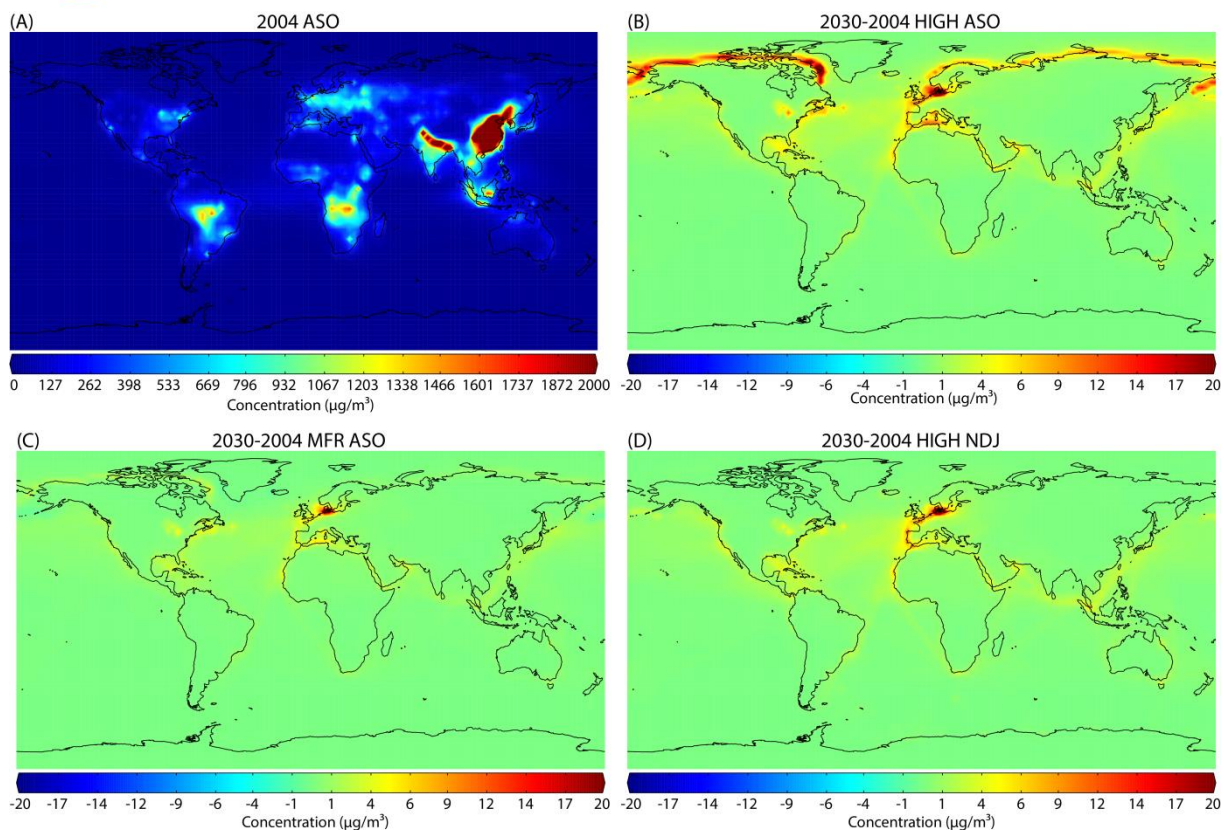 (A) 2004 ASO
(B) 2030-2004 HIGH ASO
0 127 262 398 533 669 796 932 1067 1203 1338 1466 1601 1737 1872 2000
Concentration (µg/m³)
-20 -17 -14 -9 -6 -4 -1 1 4 6 9 12 14 17 20
Concentration (µg/m³)
(C) 2030-2004 MFR ASO
(D) 2030-2004 HIGH NDJ
-20 -17 -12 -9 -6 -4 -1 1 4 6 9 12 14 17 20
Concentration (µg/m³)
-20 -17 -14 -9 -6 -4 -1 1 4 6 9 12 14 17 20
Concentration (µg/m³)